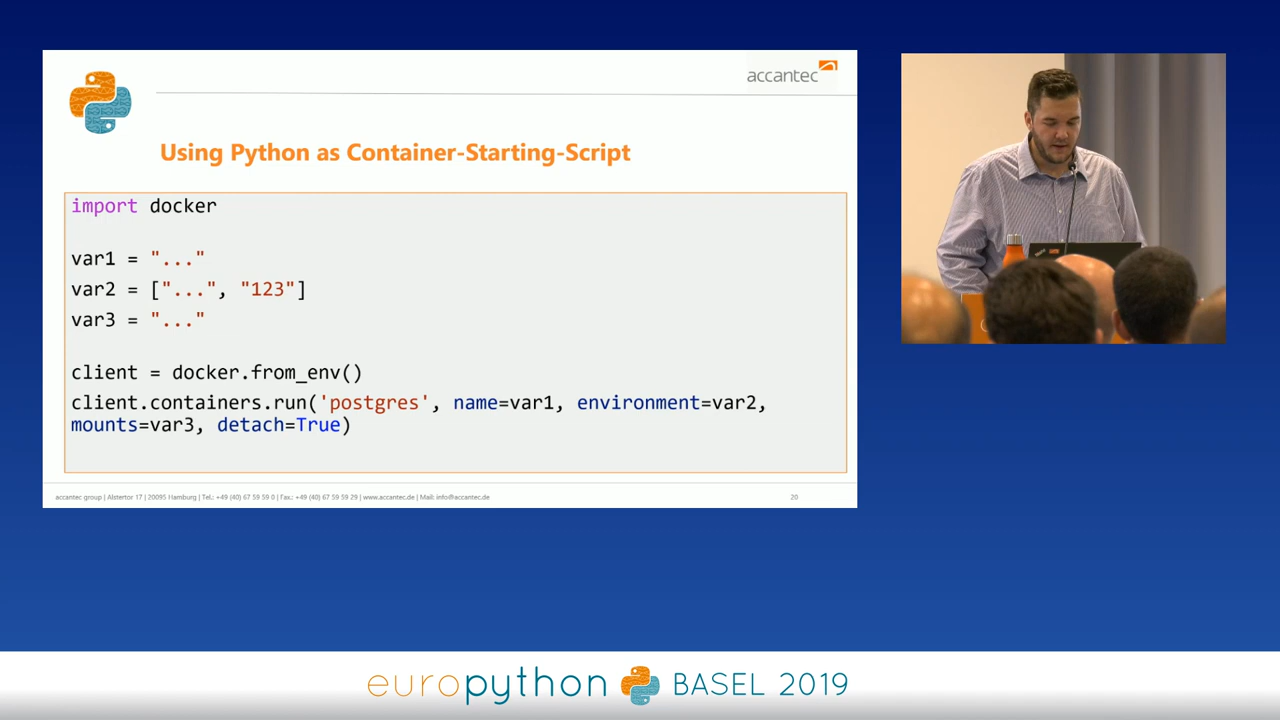 accantec
Using Python as Container-Starting-Script
import docker
var1 = "..."
var2 = ["...", "123"]
var3 = "..."
client = docker.from_env()
client.containers.run('postgres', name=var1, environment=var2,
mounts=var3, detach=True)
accantec group | Alstertor 17 | 20095 Hamburg | Tel.: +49 (40) 67 59 59 0 | Fax.: +49 (40) 67 59 59 29 | www.accantec.de | Mail: info@accantec.de
20
europython BASEL 2019